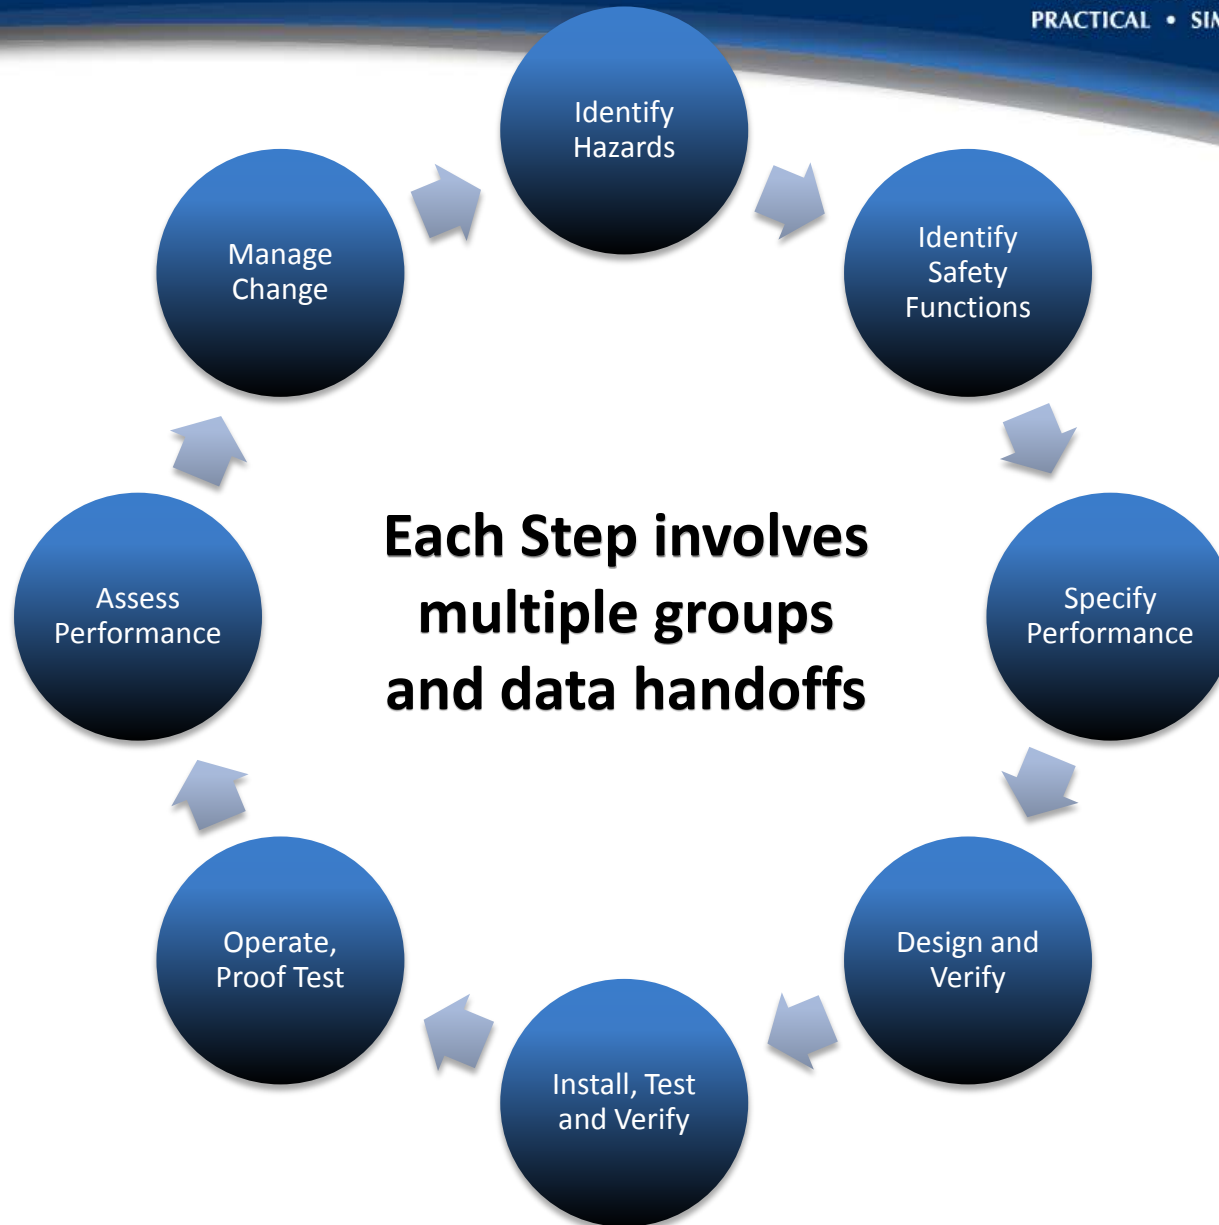 PRACTICAL •
Identify
Hazards
Identify
Safety
Functions
Specify
Performance
Design and
Verify
Install, Test
and Verify
Operate,
Proof Test
Assess
Performance
Manage
Change
Each Step involves
multiple groups
and data handoffs